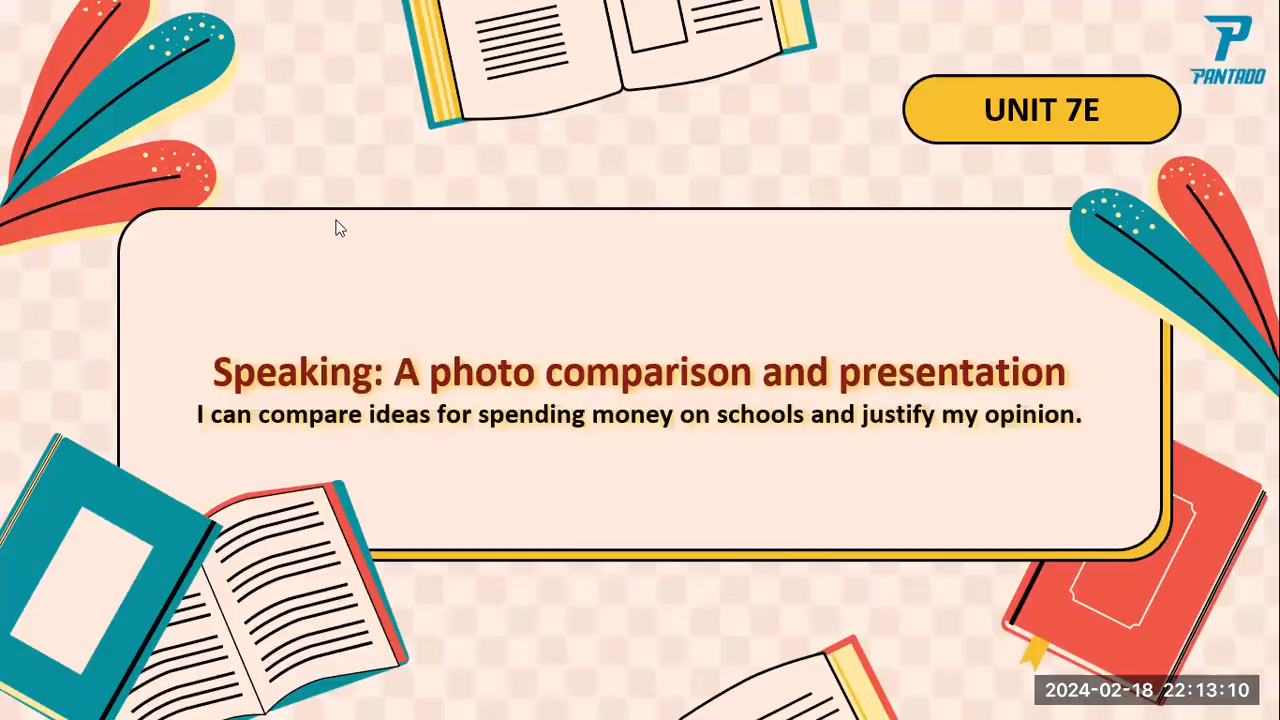 PANTADO
UNIT 7E
Speaking: A photo comparison and presentation
I can compare ideas for spending money on schools and justify my opinion.
2024-02-18 22:13:10